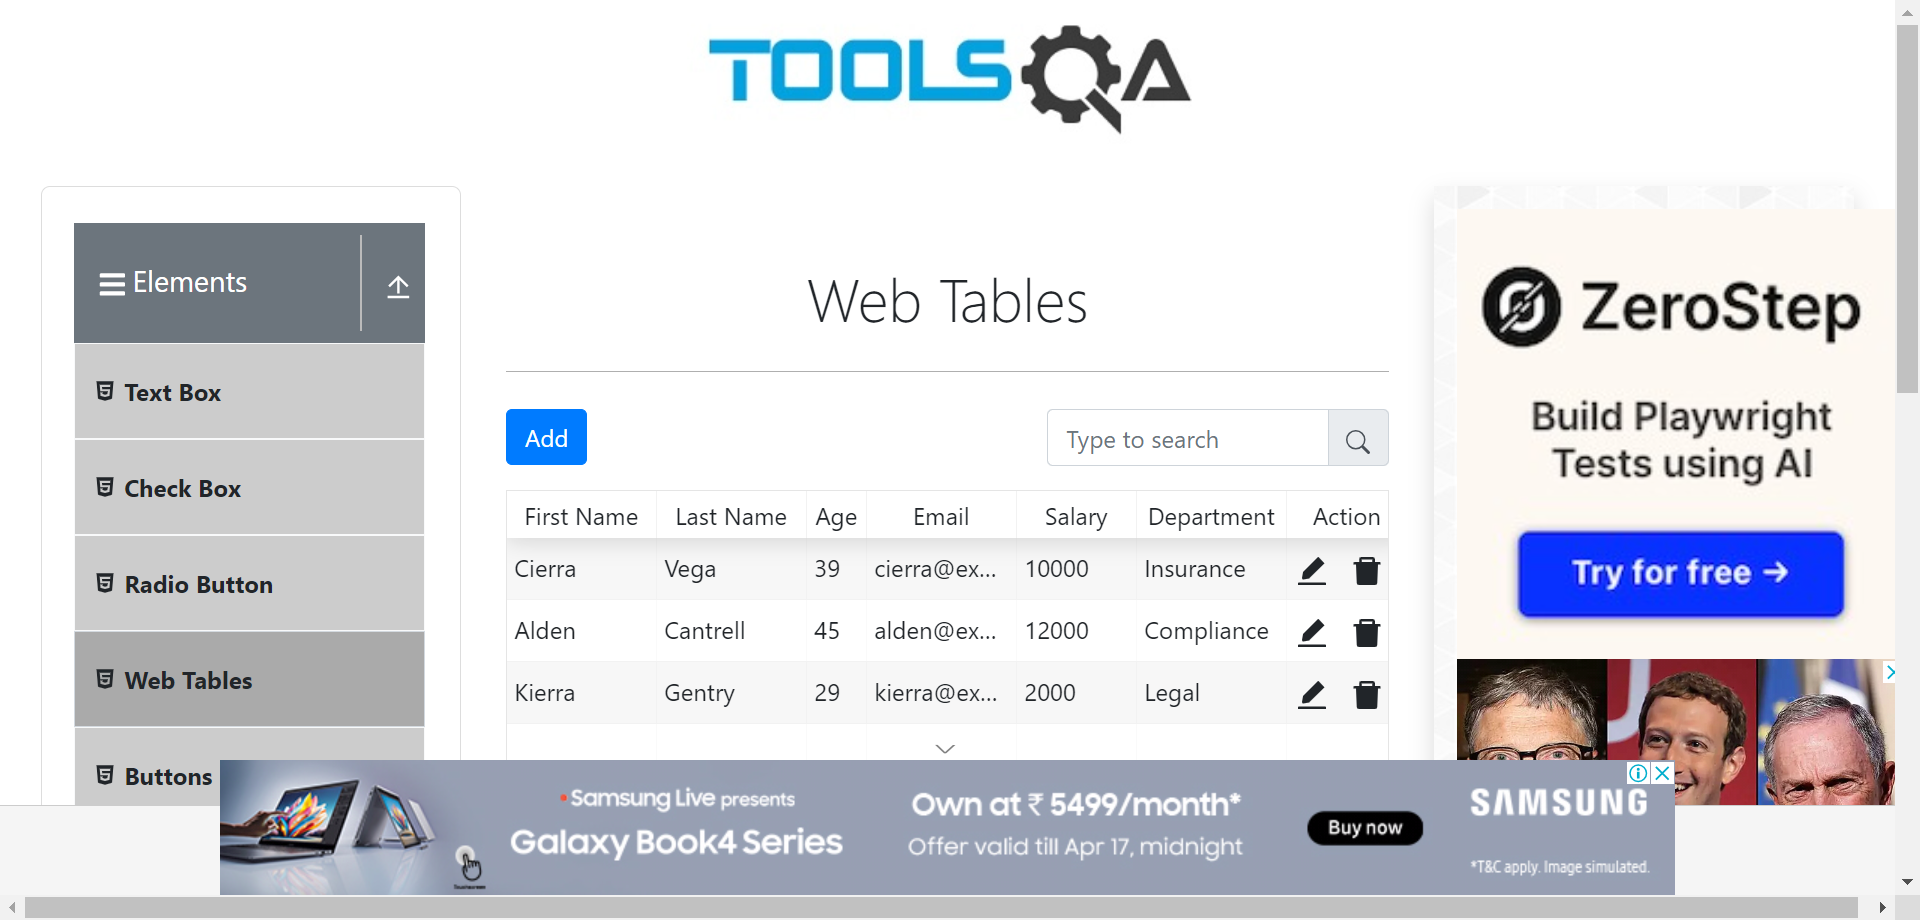 TOOLSQA
Elements
Text Box
Check Box
Radio Button
Web Tables
Buttons
Web Tables
Add
Type to search
First Name Last Name Age Email Salary Department Action
Cierra Vega 39 cierra@ex... 10000 Insurance
Alden Cantrell 45 alden@ex... 12000 Compliance
Kierra Gentry 29 kierra@ex... 2000 Legal
ZeroStep
Build Playwright
Tests using AI
Try for free →
Samsung Live presents
Galaxy Book4 Series
Own at ₹ 5499/month*
Offer valid till Apr 17, midnight
Buy now
SAMSUNG
*T&C apply. Image simulated.
Touchscreen